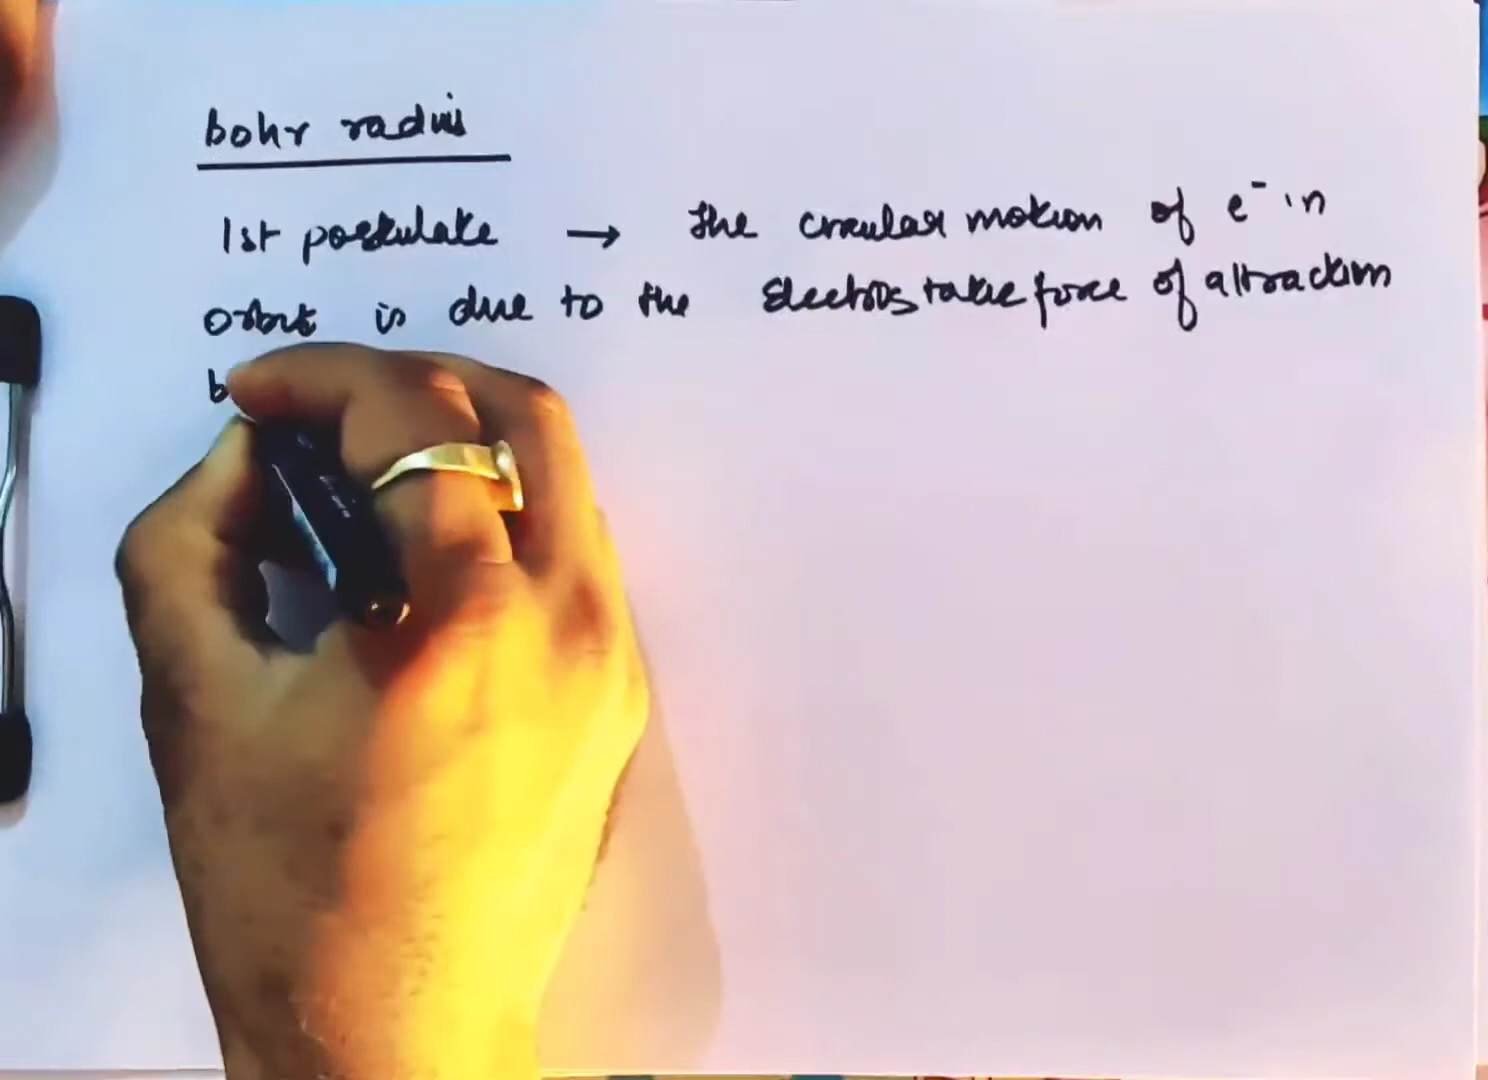 bohr radius
1st postulate → the circular motion of e⁻ in
orbit is due to the Electrostatic force of attraction
b